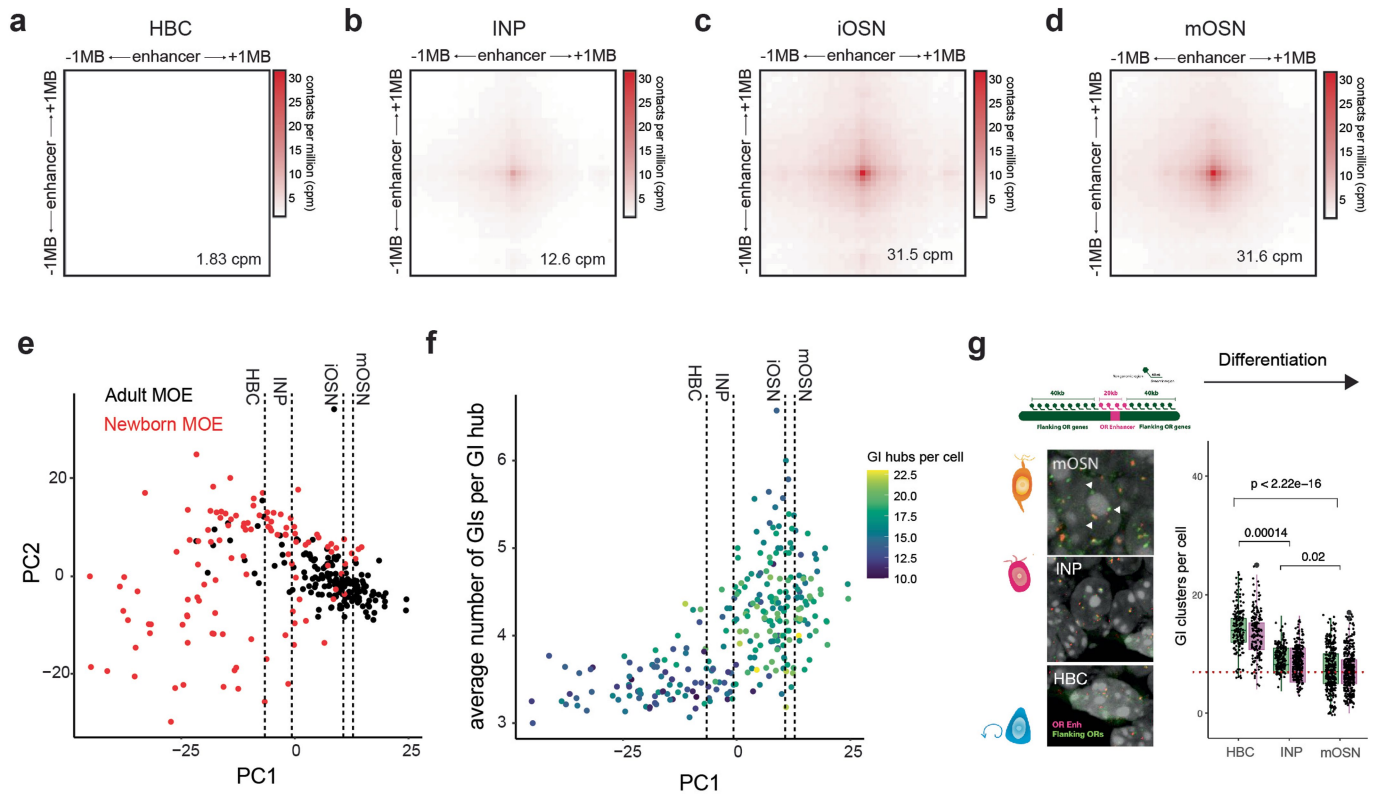 a
HBC
-1MB ← enhancer → +1MB
-1MB ← enhancer → +1MB
1.83 cpm
30
25
20
15
10
5
contacts per million (cpm)
b
INP
-1MB ← enhancer → +1MB
-1MB ← enhancer → +1MB
12.6 cpm
30
25
20
15
10
5
contacts per million (cpm)
c
iOSN
-1MB ← enhancer → +1MB
-1MB ← enhancer → +1MB
31.5 cpm
30
25
20
15
10
5
contacts per million (cpm)
d
mOSN
-1MB ← enhancer → +1MB
-1MB ← enhancer → +1MB
31.6 cpm
30
25
20
15
10
5
contacts per million (cpm)
e
HBC
INP
iOSN
mOSN
Adult MOE
Newborn MOE
PC2
20
0
−20
−25
0
25
PC1
f
HBC
INP
iOSN
mOSN
average number of GIs per GI hub
6
5
4
3
−25
0
25
PC1
GI hubs per cell
22.5
20.0
17.5
15.0
12.5
10.0
g
Differentiation
40kb
20kb
40kb
Flanking OR genes
OR Enhancer
Flanking OR genes
mOSN
INP
HBC
OR Enh
Flanking ORs
GI clusters per cell
40
20
0
p < 2.22e−16
0.00014
0.02
HBC
INP
mOSN